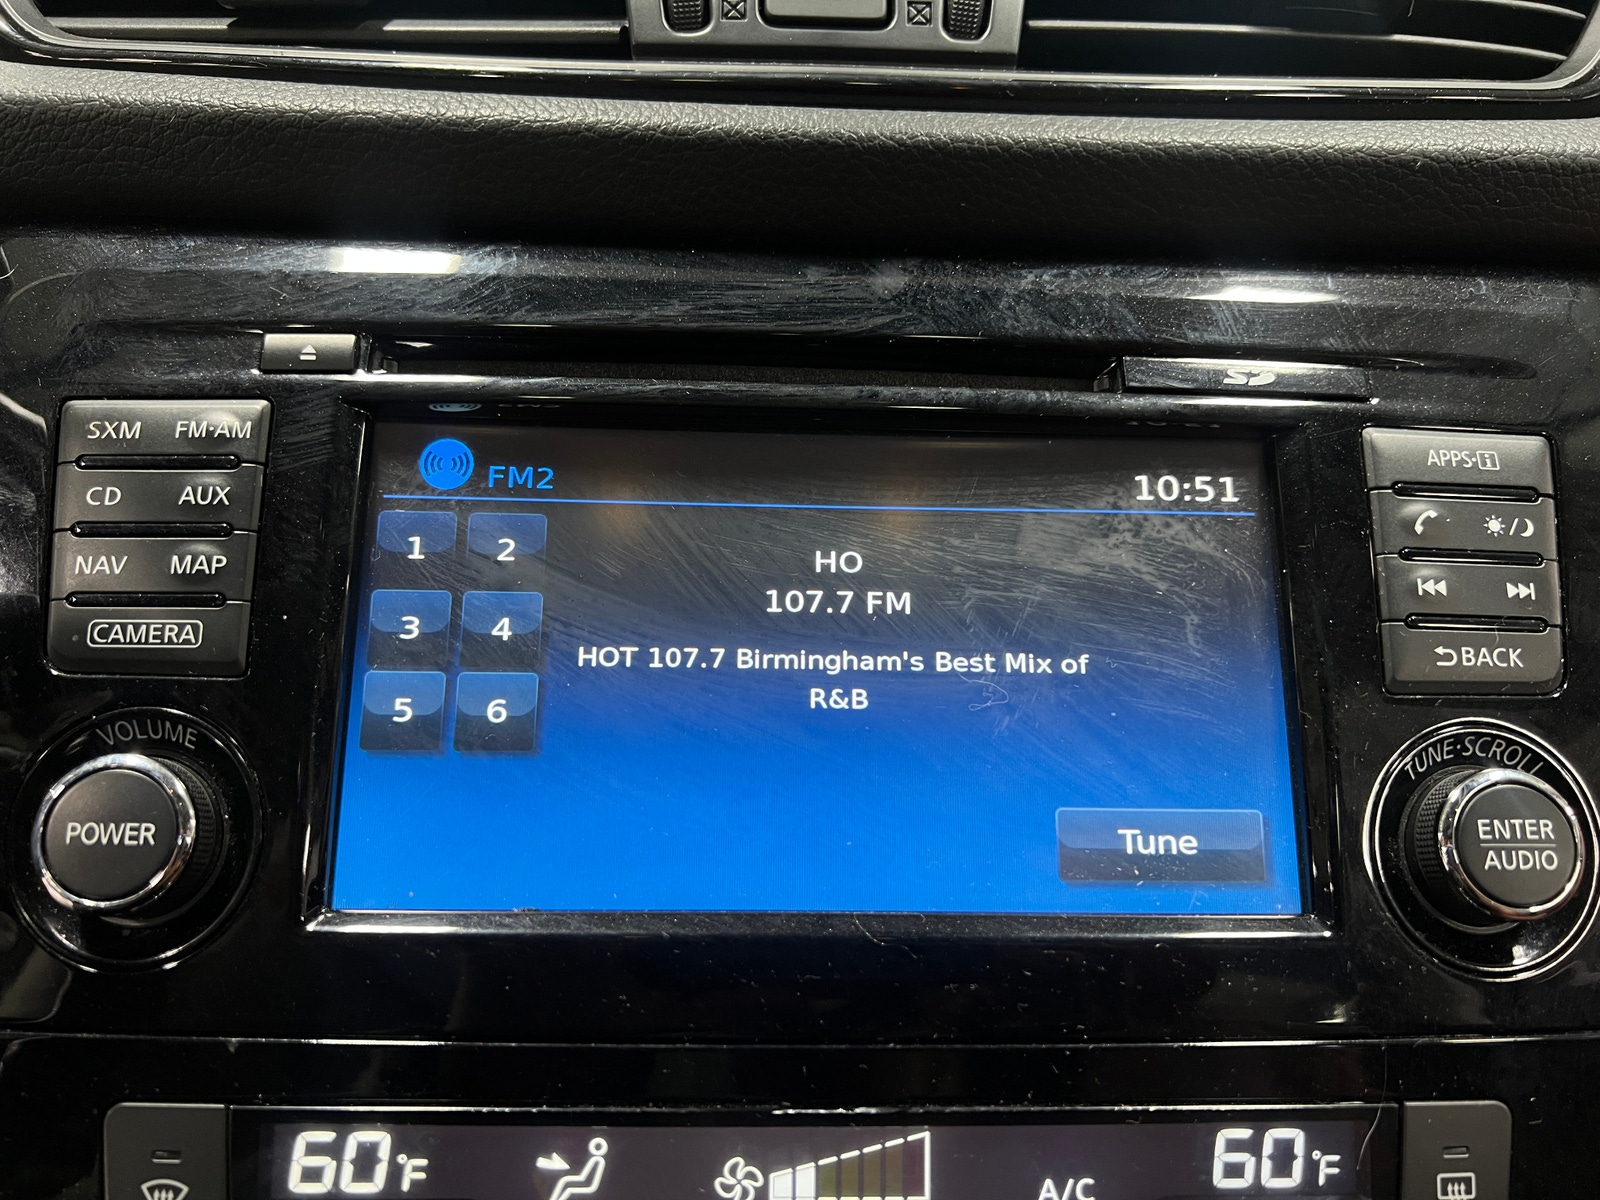 SD
SXM FM·AM
CD AUX
NAV MAP
CAMERA
VOLUME
POWER
FM2
10:51
1 2
3 4
5 6
HO
107.7 FM
HOT 107.7 Birmingham's Best Mix of
R&B
Tune
APPS·i
BACK
TUNE·SCROLL
ENTER
AUDIO
60°F
A/C
60°F